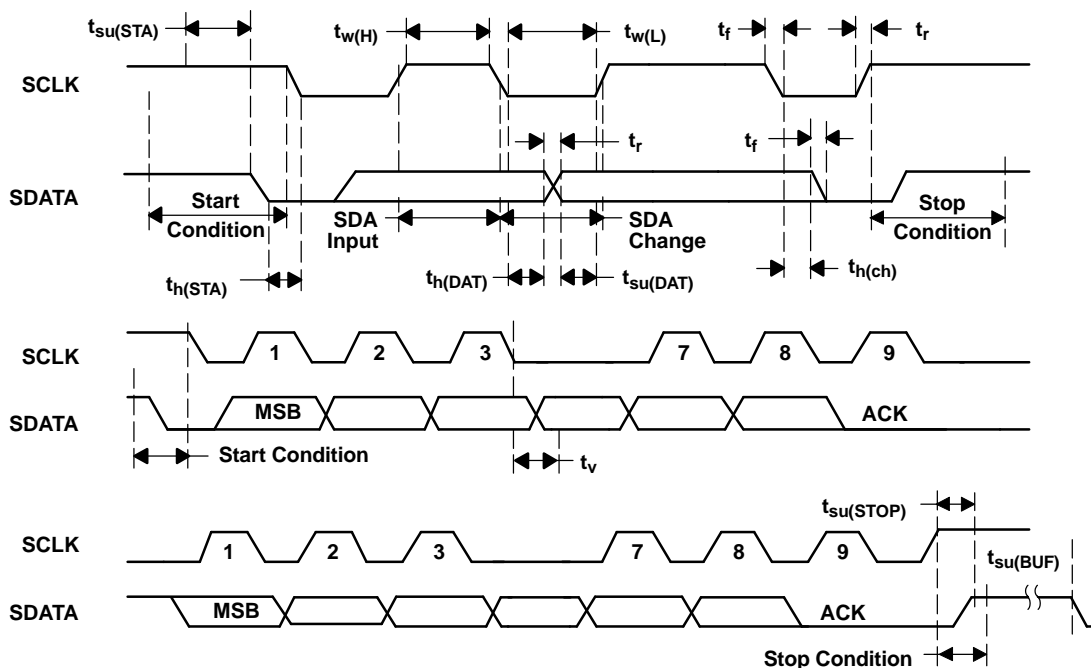 tsu(STA)
tw(H)
tw(L)
tf
tr
SCLK
tr
tf
SDATA
Start
Condition
SDA
Input
SDA
Change
Stop
Condition
th(STA)
th(DAT)
tsu(DAT)
th(ch)
SCLK
1 2 3 7 8 9
SDATA
MSB
ACK
Start Condition
tv
tsu(STOP)
SCLK
1 2 3 7 8 9
tsu(BUF)
SDATA
MSB
ACK
Stop Condition